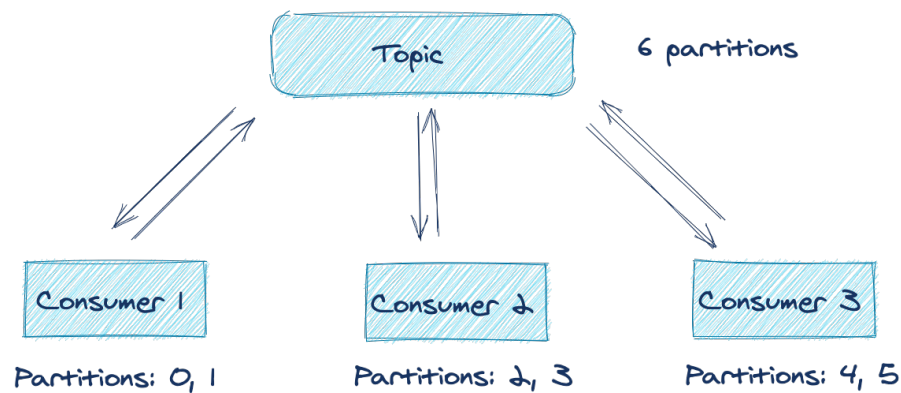 Topic
6 partitions
Consumer 1
Consumer 2
Consumer 3
Partitions: 0, 1
Partitions: 2, 3
Partitions: 4, 5